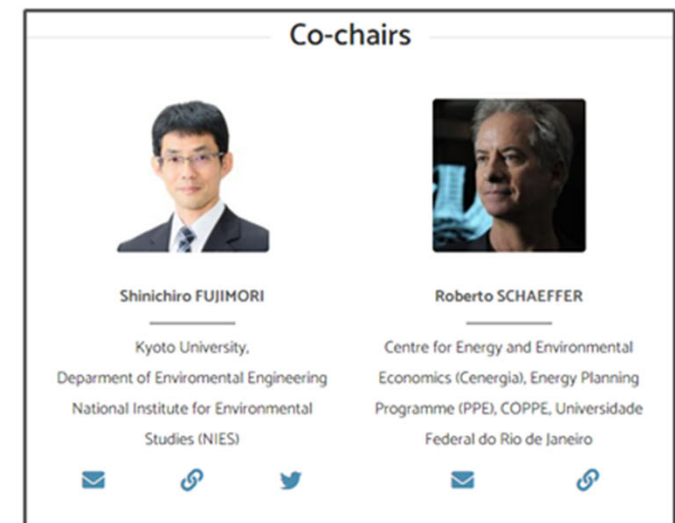 Co-chairs
Shinichiro FUJIMORI
Kyoto University,
Deparment of Enviromental Engineering
National Institute for Environmental
Studies (NIES)
Roberto SCHAEFFER
Centre for Energy and Environmental
Economics (Cenergia), Energy Planning
Programme (PPE), COPPE, Universidade
Federal do Rio de Janeiro